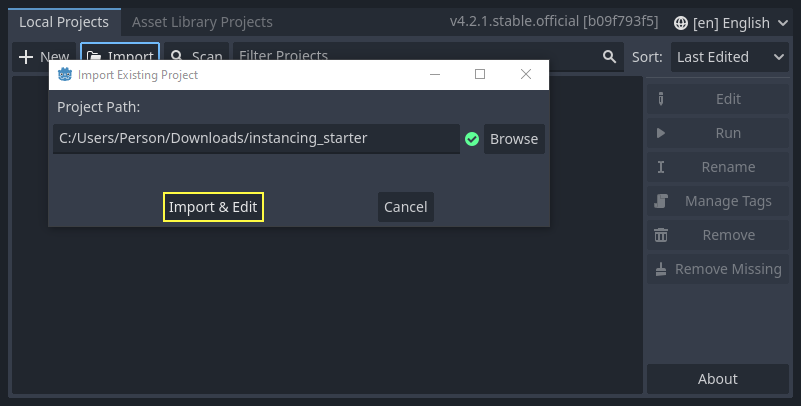 Local Projects Asset Library Projects v4.2.1.stable.official [b09f793f5] [en] English
New Import Scan Filter Projects Sort: Last Edited
Import Existing Project
Project Path:
C:/Users/Person/Downloads/instancing_starter Browse
Import & Edit Cancel
Edit
Run
Rename
Manage Tags
Remove
Remove Missing
About